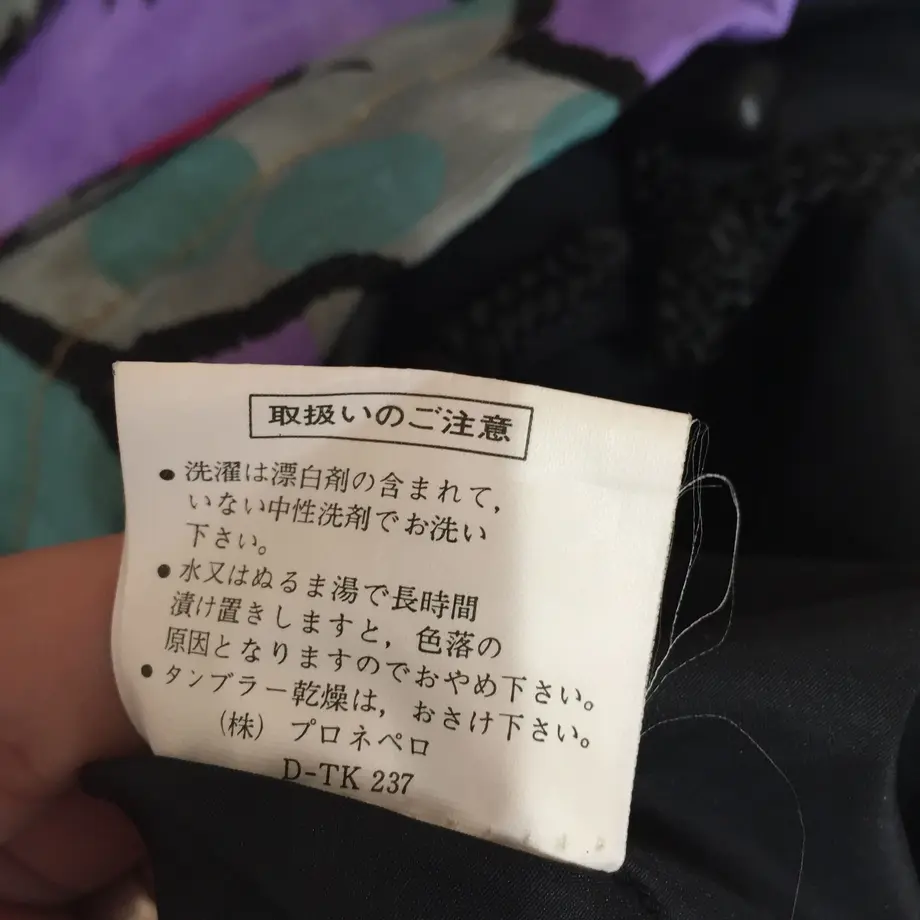 取扱いのご注意
● 洗濯は漂白剤の含まれて,
いない中性洗剤でお洗い
下さい。
● 水又はぬるま湯で長時間
漬け置きしますと, 色落の
原因となりますのでおやめ下さい。
● タンブラー乾燥は, おさけ下さい。
(株) プロネペロ
D-TK 237